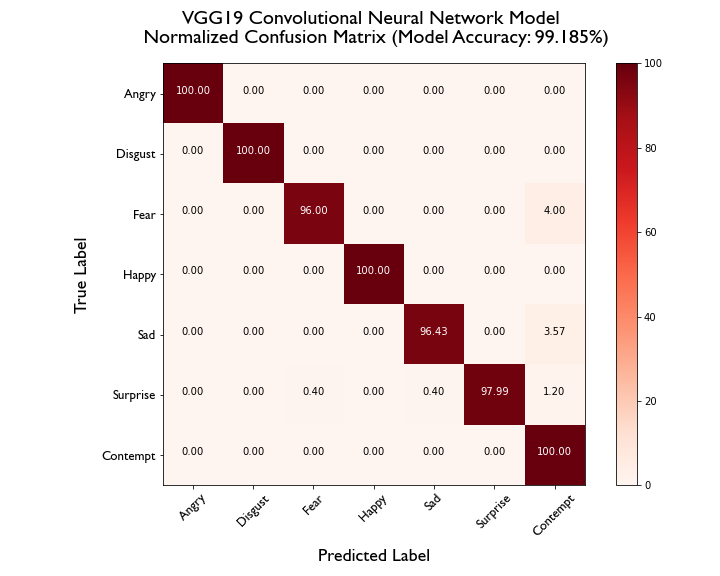 VGG19 Convolutional Neural Network Model
Normalized Confusion Matrix (Model Accuracy: 99.185%)
True Label
Angry 100.00 0.00 0.00 0.00 0.00 0.00 0.00
Disgust 0.00 100.00 0.00 0.00 0.00 0.00 0.00
Fear 0.00 0.00 96.00 0.00 0.00 0.00 4.00
Happy 0.00 0.00 0.00 100.00 0.00 0.00 0.00
Sad 0.00 0.00 0.00 0.00 96.43 0.00 3.57
Surprise 0.00 0.00 0.40 0.00 0.40 97.99 1.20
Contempt 0.00 0.00 0.00 0.00 0.00 0.00 100.00
Angry Disgust Fear Happy Sad Surprise Contempt
Predicted Label
100
80
60
40
20
0